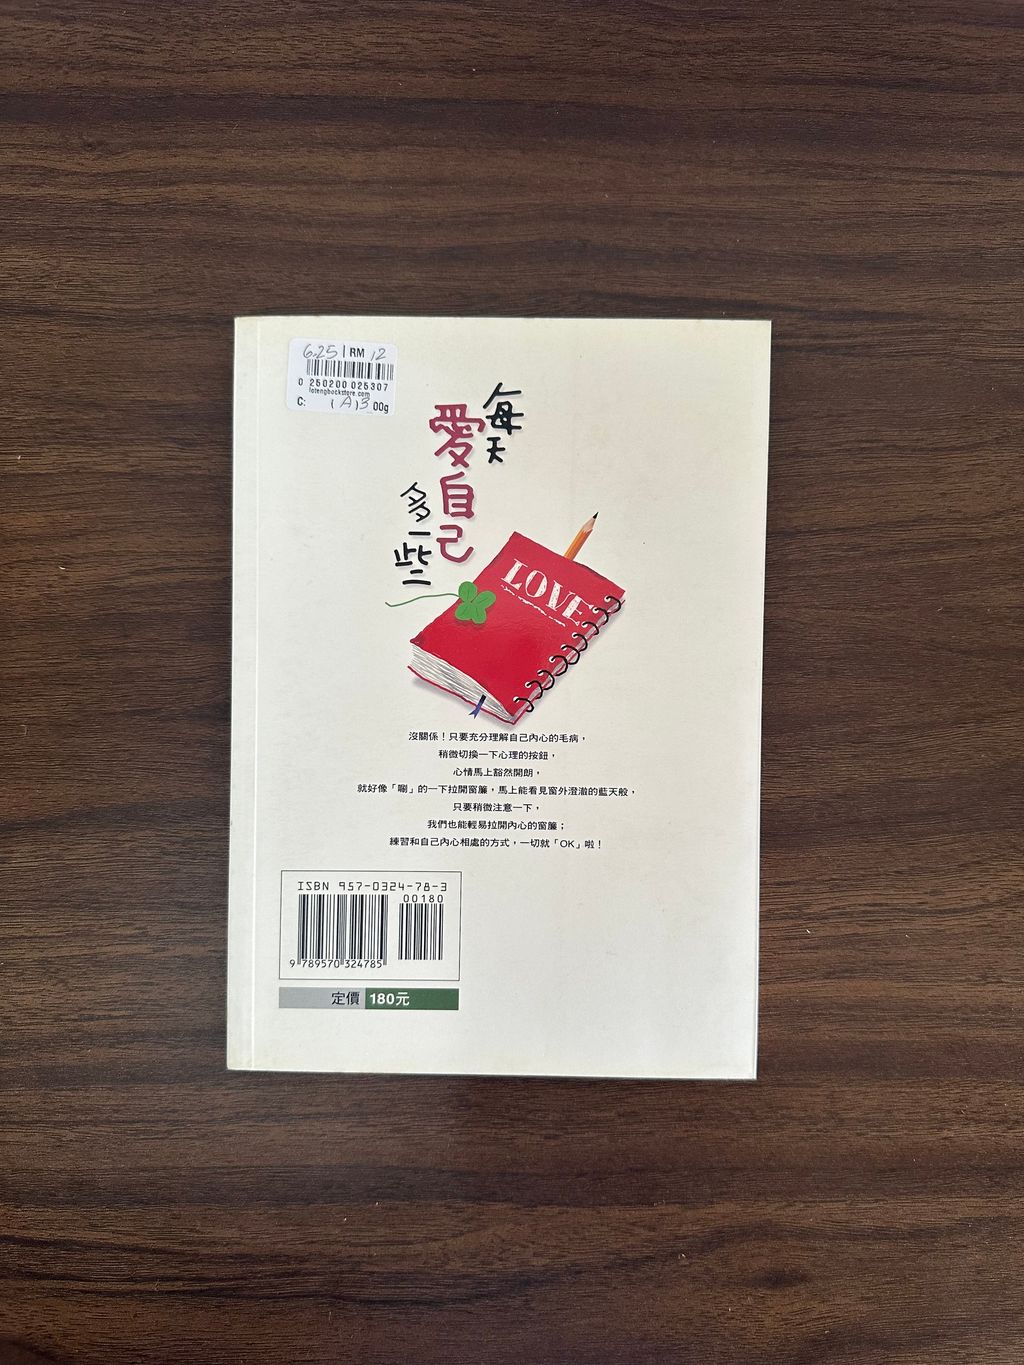 6.25 | RM 12
0 250200 025307
lotengbookstore.com
C: (A)3 00g
每天
愛自己
多一些
LOVE
沒關係！只要充分理解自己內心的毛病，
稍微切換一下心理的按鈕，
心情馬上豁然開朗，
就好像「唰」的一下拉開窗簾，馬上能看見窗外澄澈的藍天般，
只要稍微注意一下，
我們也能輕易拉開內心的窗簾；
練習和自己內心相處的方式，一切就「OK」啦！
ISBN 957-0324-78-3
00180
9 789570 324785
定價 180元